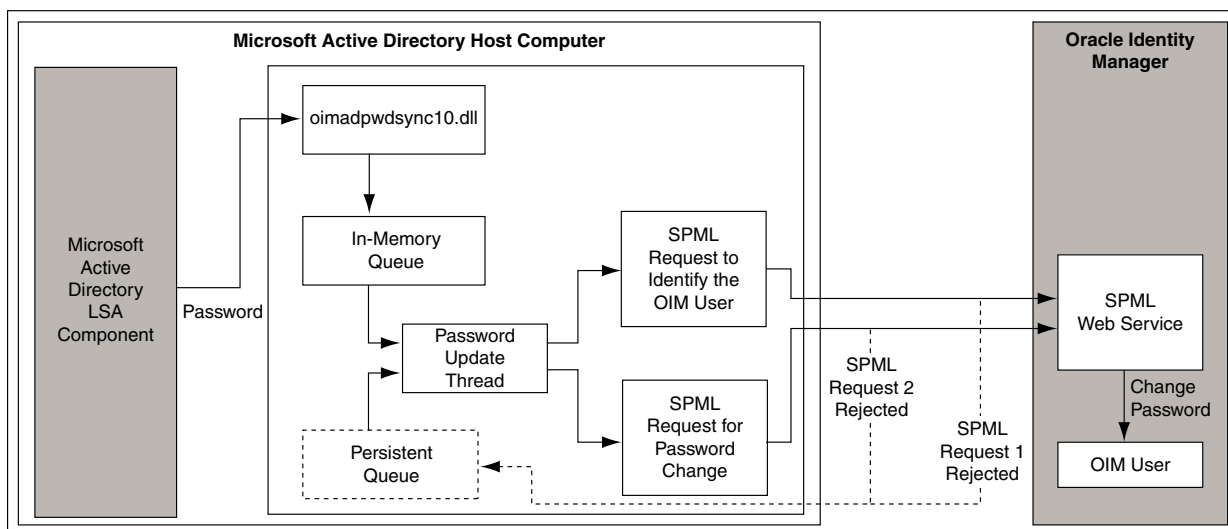 Microsoft Active Directory Host Computer
Oracle Identity
Manager
oimadpwdsync10.dll
Microsoft
Active
Directory
LSA
Component
Password
In-Memory
Queue
Password
Update
Thread
Persistent
Queue
SPML
Request to
Identify the
OIM User
SPML
Request for
Password
Change
SPML
Request 2
Rejected
SPML
Request 1
Rejected
SPML
Web Service
Change
Password
OIM User